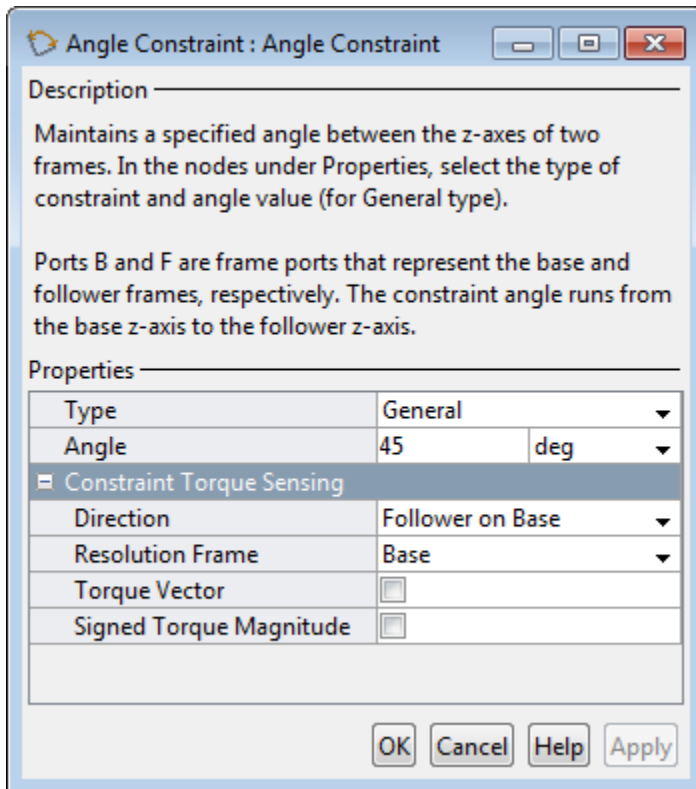 Angle Constraint : Angle Constraint
Description
Maintains a specified angle between the z-axes of two
frames. In the nodes under Properties, select the type of
constraint and angle value (for General type).
Ports B and F are frame ports that represent the base and
follower frames, respectively. The constraint angle runs from
the base z-axis to the follower z-axis.
Properties
Type General
Angle 45 deg
Constraint Torque Sensing
Direction Follower on Base
Resolution Frame Base
Torque Vector
Signed Torque Magnitude
OK Cancel Help Apply